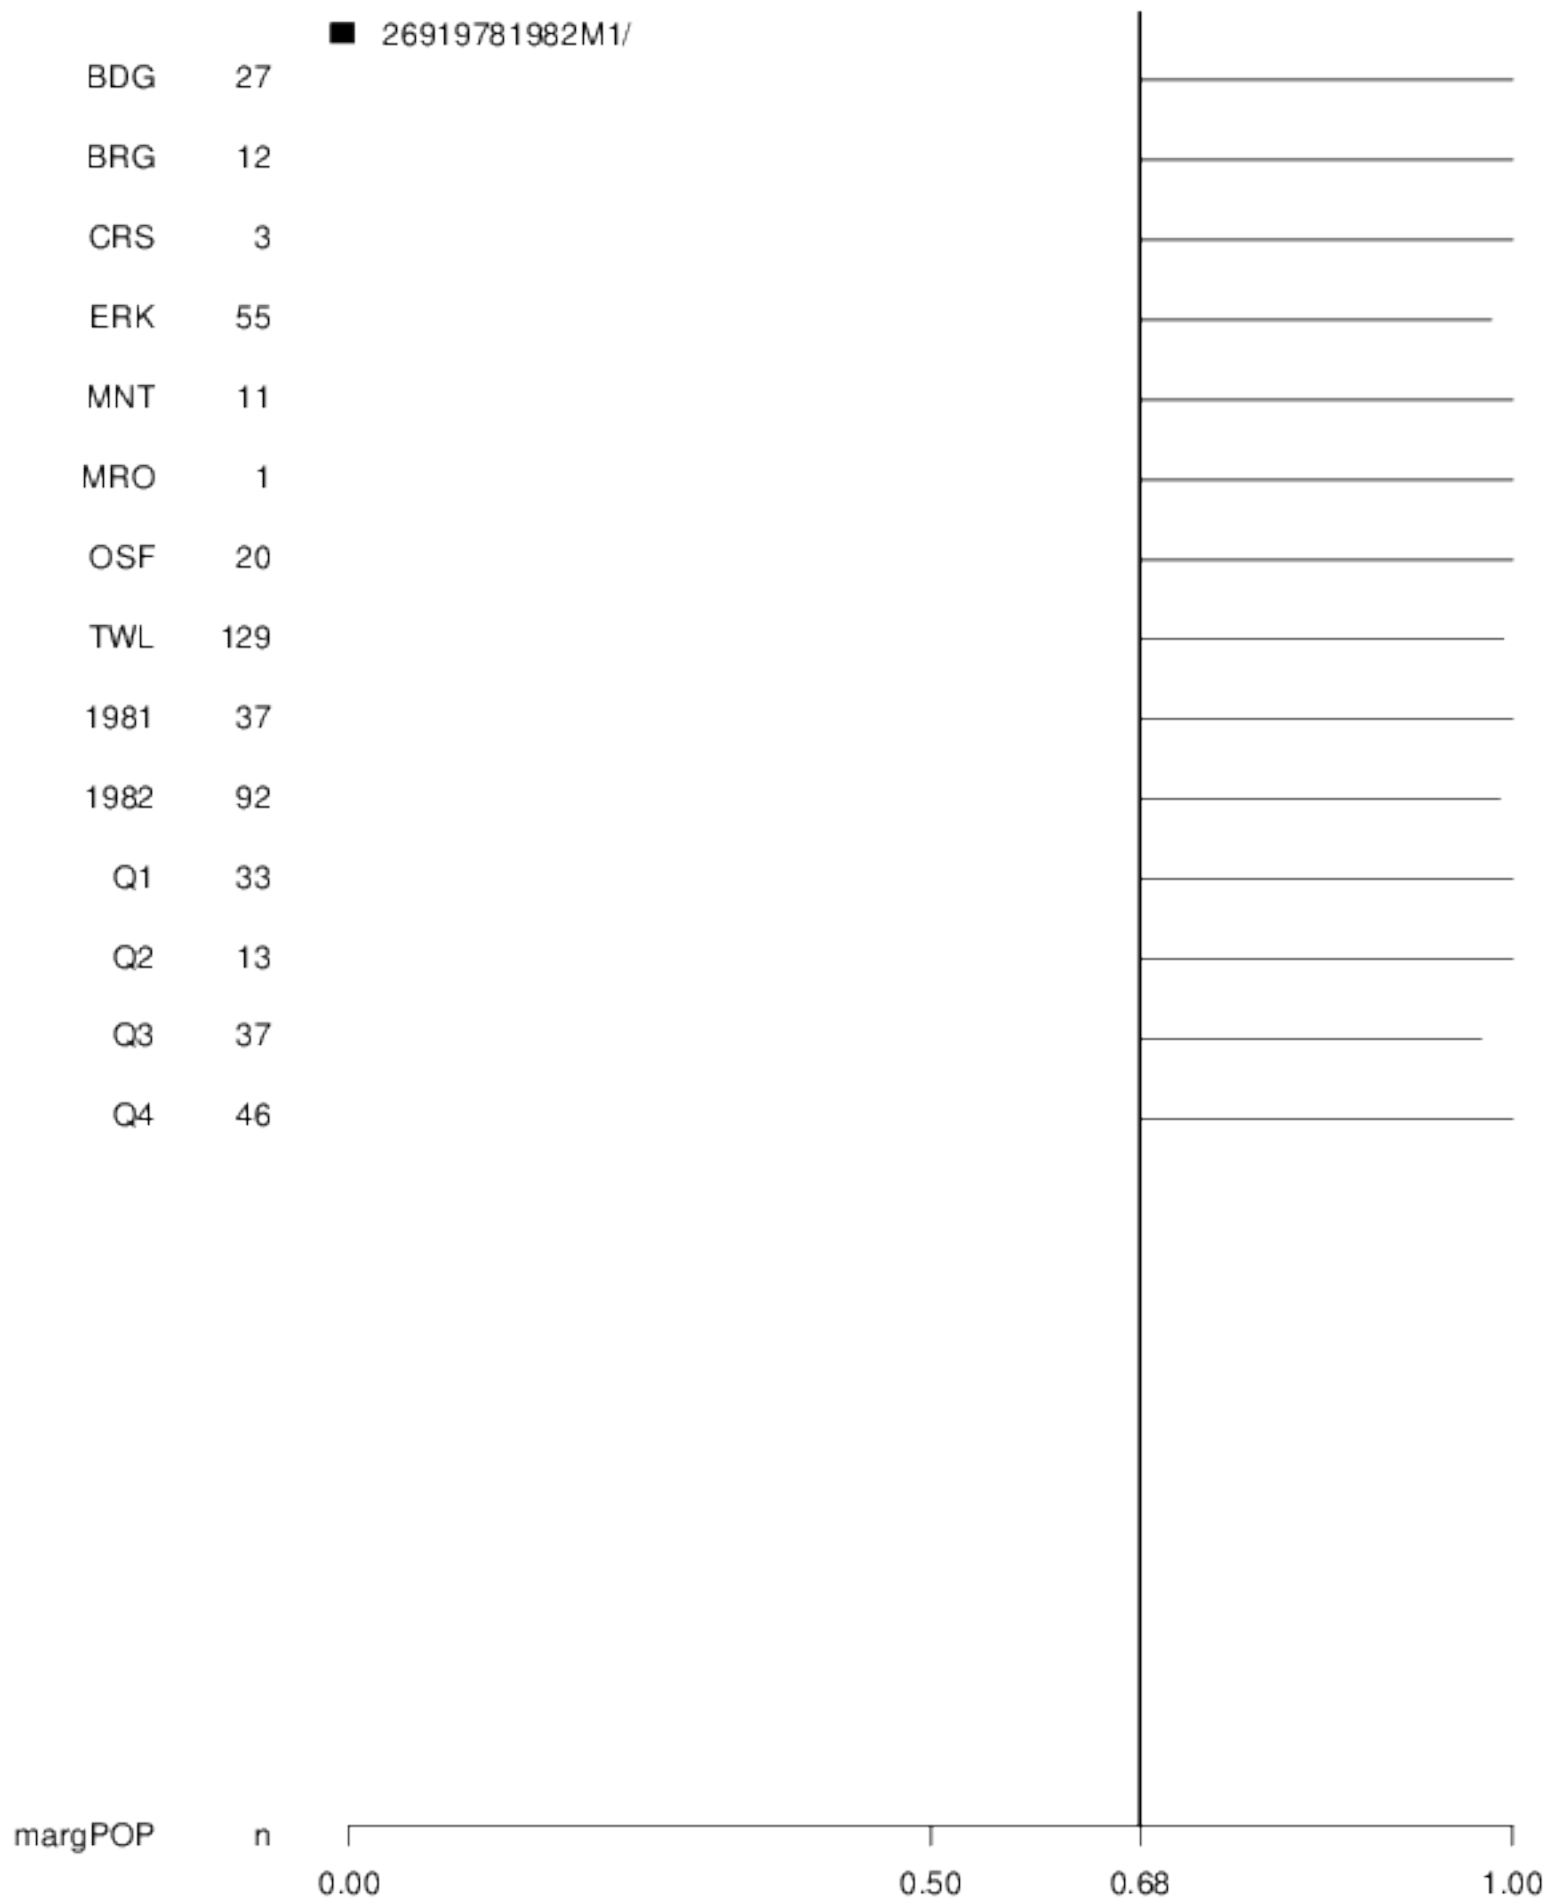 26919781982M1/
BDG 27
BRG 12
CRS 3
ERK 55
MNT 11
MRO 1
OSF 20
TWL 129
1981 37
1982 92
Q1 33
Q2 13
Q3 37
Q4 46
margPOP n
0.00 0.50 0.68 1.00